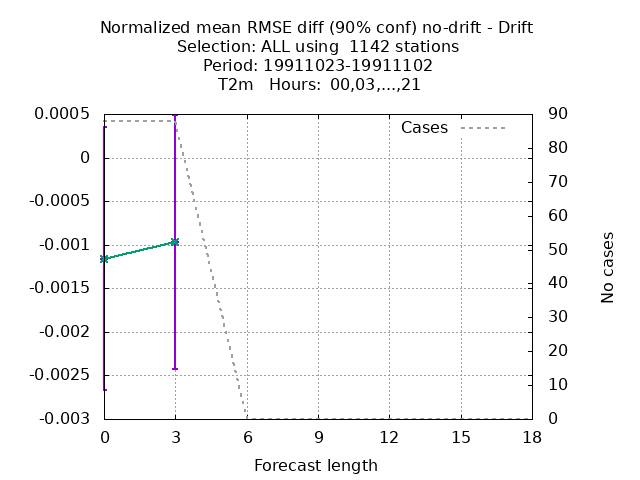 Normalized mean RMSE diff (90% conf) no-drift - Drift
Selection: ALL using  1142 stations
Period: 19911023-19911102
T2m   Hours:  00,03,...,21
Cases
0.0005
0
-0.0005
-0.001
-0.0015
-0.002
-0.0025
-0.003
90
80
70
60
50
40
30
20
10
0
No cases
0 3 6 9 12 15 18
Forecast length